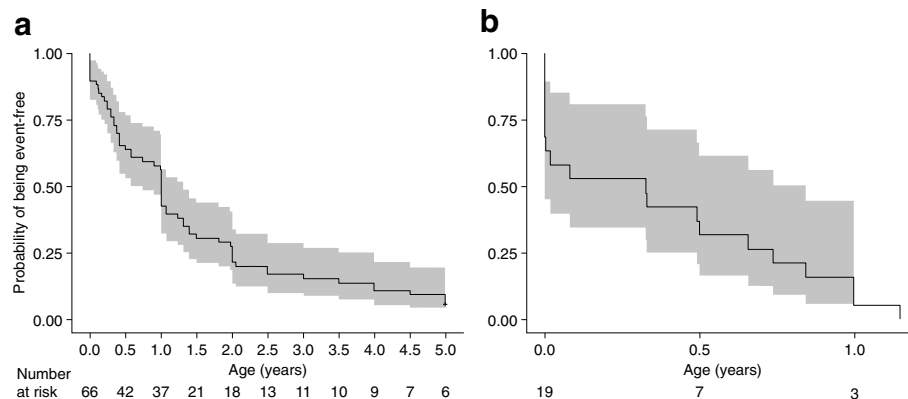 a
b
1.00
0.75
0.50
0.25
0.00
Probability of being event-free
0.0 0.5 1.0 1.5 2.0 2.5 3.0 3.5 4.0 4.5 5.0
Age (years)
Number
at risk 66 42 37 21 18 13 11 10 9 7 6
1.00
0.75
0.50
0.25
0.00
0.0 0.5 1.0
Age (years)
19 7 3